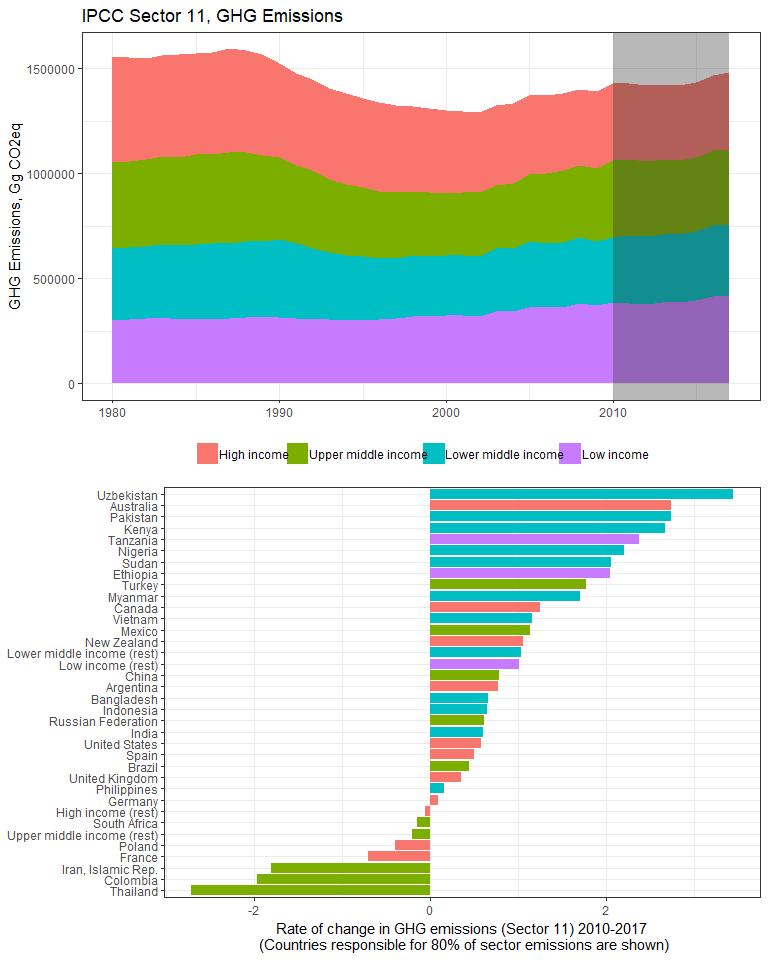 IPCC Sector 11, GHG Emissions
GHG Emissions, Gg CO2eq
1500000
1000000
500000
0
1980
1990
2000
2010
High income
Upper middle income
Lower middle income
Low income
Uzbekistan
Australia
Pakistan
Kenya
Tanzania
Nigeria
Sudan
Ethiopia
Turkey
Myanmar
Canada
Vietnam
Mexico
New Zealand
Lower middle income (rest)
Low income (rest)
China
Argentina
Bangladesh
Indonesia
Russian Federation
India
United States
Spain
Brazil
United Kingdom
Philippines
Germany
High income (rest)
South Africa
Upper middle income (rest)
Poland
France
Iran, Islamic Rep.
Colombia
Thailand
-2
0
2
Rate of change in GHG emissions (Sector 11) 2010-2017
(Countries responsible for 80% of sector emissions are shown)